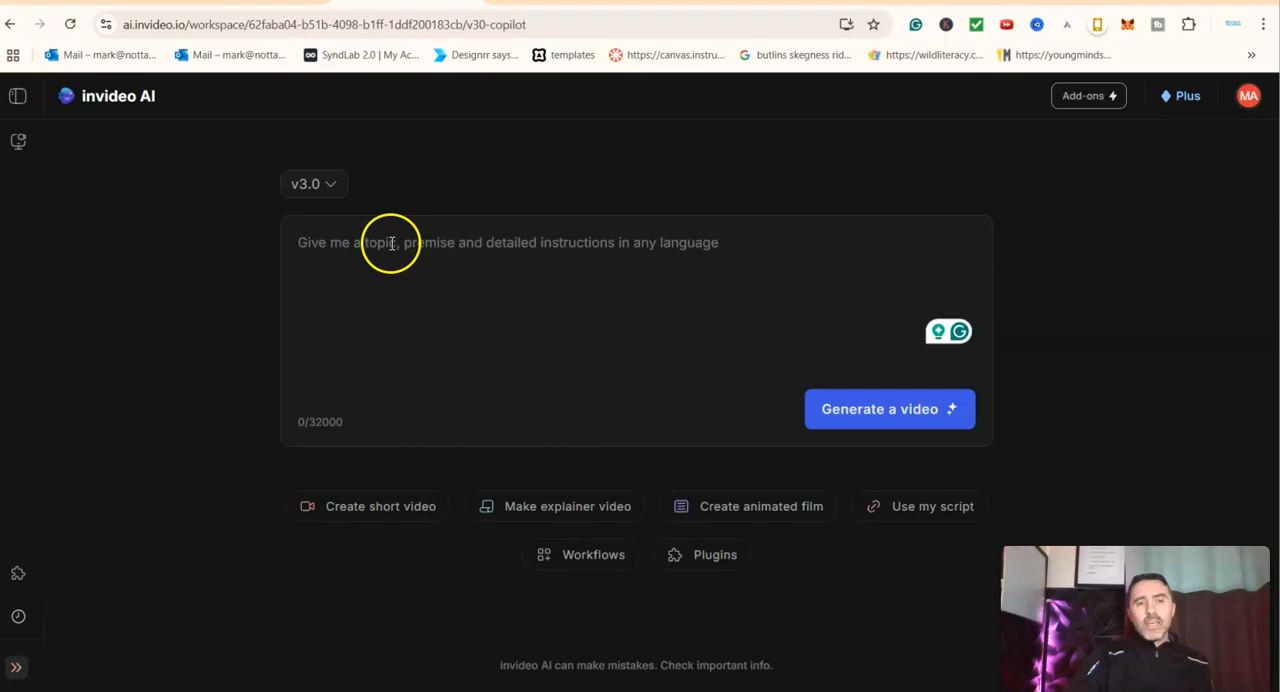 ai.invideo.io/workspace/62faba04-b51b-4098-b1ff-1ddf200183cb/v30-copilot
Mail – mark@notta... Mail – mark@notta... SyndLab 2.0 | My Ac... Designrr says... templates https://canvas.instru... butlins skegness rid... https://wildliteracy.c... https://youngminds... »
invideo AI Add-ons Plus MA
v3.0
Give me a topic, premise and detailed instructions in any language
0/32000 Generate a video
Create short video Make explainer video Create animated film Use my script
Workflows Plugins
invideo AI can make mistakes. Check important info.